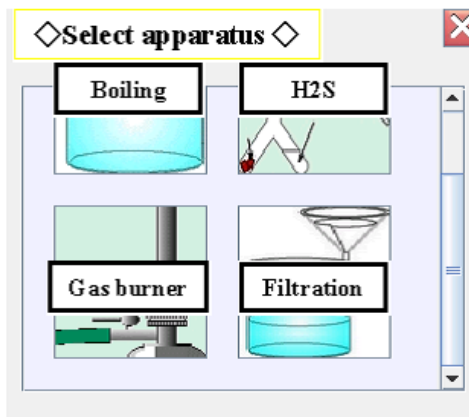 ◇Select apparatus ◇
Boiling
H2S
Gas burner
Filtration